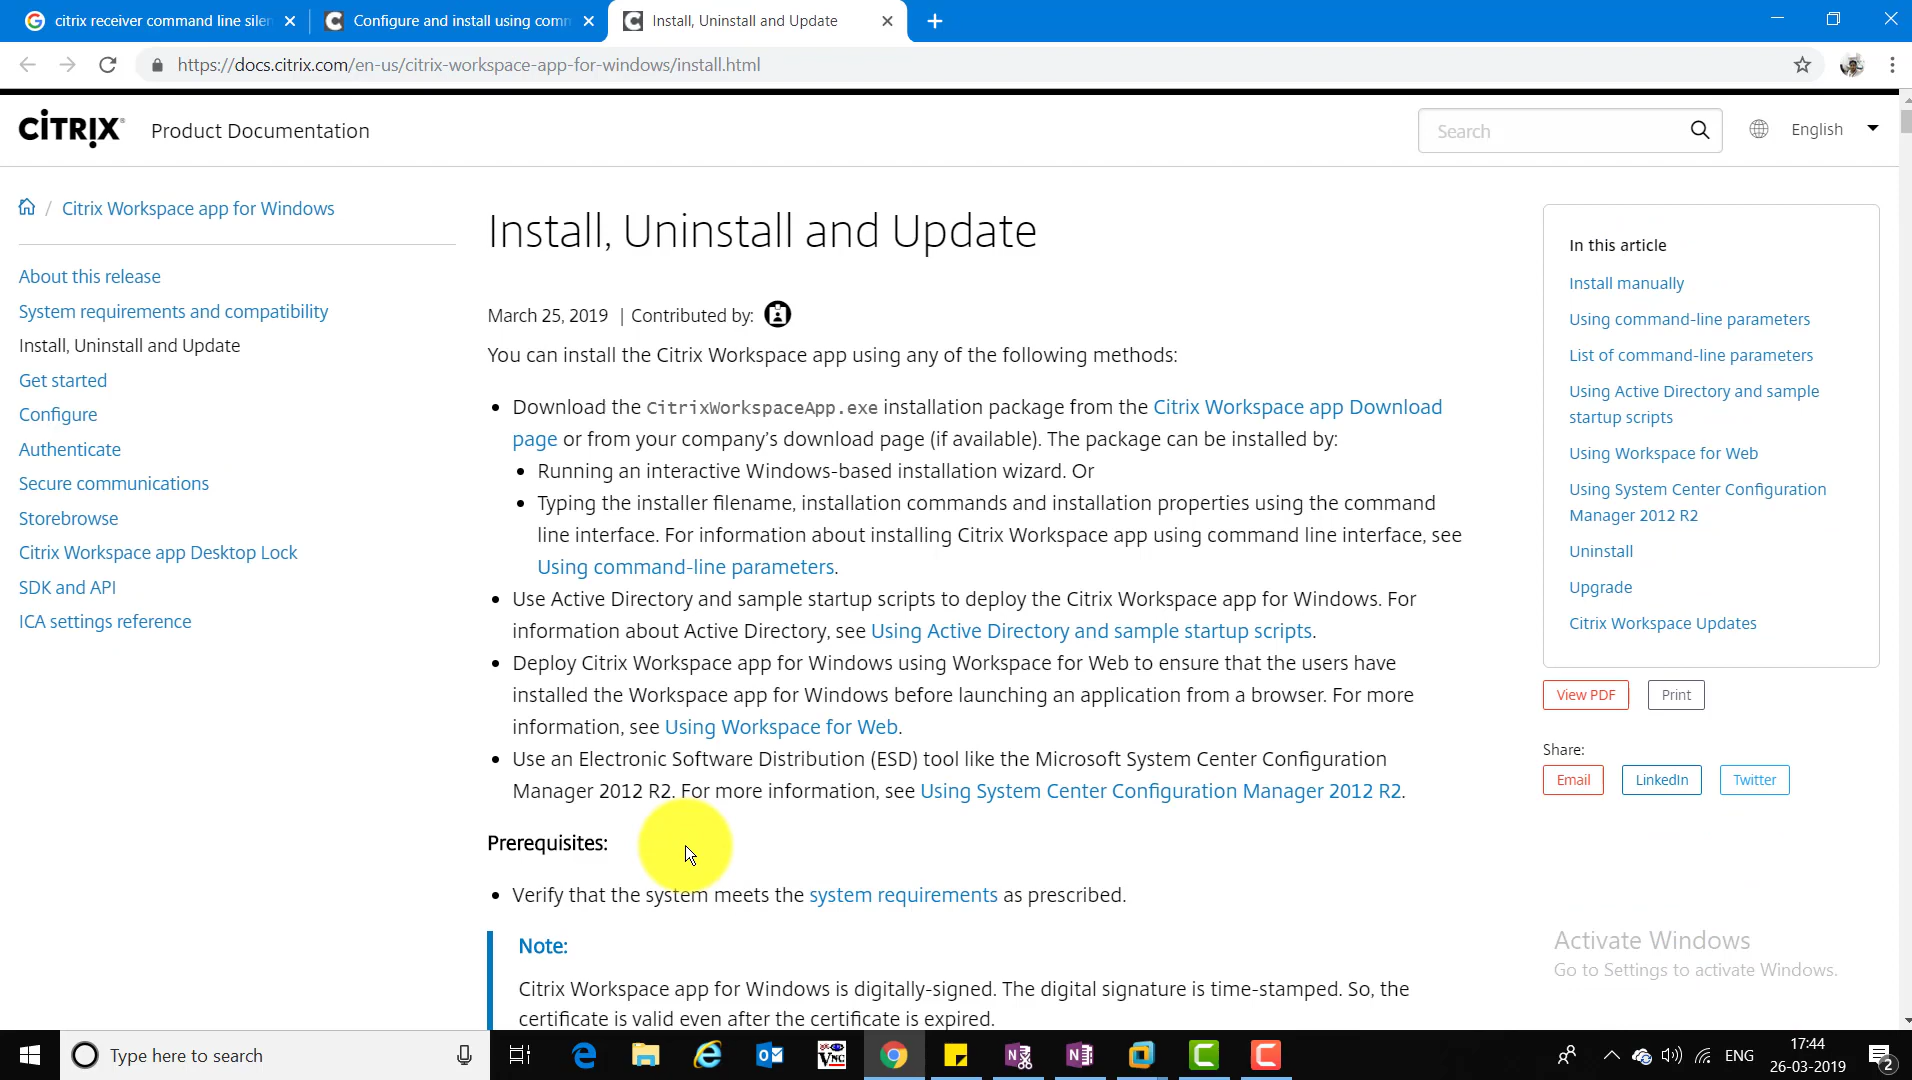 citrix receiver command line silen
Configure and install using comm
Install, Uninstall and Update
https://docs.citrix.com/en-us/citrix-workspace-app-for-windows/install.html
CITRIX
Product Documentation
Search
English
/ Citrix Workspace app for Windows
About this release
System requirements and compatibility
Install, Uninstall and Update
Get started
Configure
Authenticate
Secure communications
Storebrowse
Citrix Workspace app Desktop Lock
SDK and API
ICA settings reference
Install, Uninstall and Update
March 25, 2019 | Contributed by:
You can install the Citrix Workspace app using any of the following methods:
• Download the CitrixWorkspaceApp.exe installation package from the Citrix Workspace app Download
page or from your company's download page (if available). The package can be installed by:
• Running an interactive Windows-based installation wizard. Or
• Typing the installer filename, installation commands and installation properties using the command
line interface. For information about installing Citrix Workspace app using command line interface, see
Using command-line parameters.
• Use Active Directory and sample startup scripts to deploy the Citrix Workspace app for Windows. For
information about Active Directory, see Using Active Directory and sample startup scripts.
• Deploy Citrix Workspace app for Windows using Workspace for Web to ensure that the users have
installed the Workspace app for Windows before launching an application from a browser. For more
information, see Using Workspace for Web.
• Use an Electronic Software Distribution (ESD) tool like the Microsoft System Center Configuration
Manager 2012 R2. For more information, see Using System Center Configuration Manager 2012 R2.
Prerequisites:
• Verify that the system meets the system requirements as prescribed.
Note:
Citrix Workspace app for Windows is digitally-signed. The digital signature is time-stamped. So, the
certificate is valid even after the certificate is expired.
In this article
Install manually
Using command-line parameters
List of command-line parameters
Using Active Directory and sample
startup scripts
Using Workspace for Web
Using System Center Configuration
Manager 2012 R2
Uninstall
Upgrade
Citrix Workspace Updates
View PDF
Print
Share:
Email
LinkedIn
Twitter
Activate Windows
Go to Settings to activate Windows.
Type here to search
VNC
ENG
17:44
26-03-2019
2